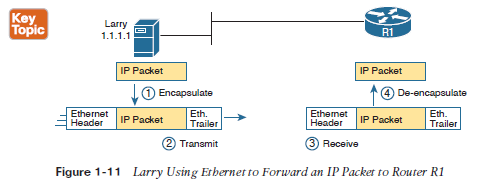 Key
Topic
Larry
1.1.1.1
R1
IP Packet
IP Packet
1 Encapsulate
4 De-encapsulate
Ethernet
Header
IP Packet
Eth.
Trailer
Ethernet
Header
IP Packet
Eth.
Trailer
2 Transmit
3 Receive
Figure 1-11 Larry Using Ethernet to Forward an IP Packet to Router R1